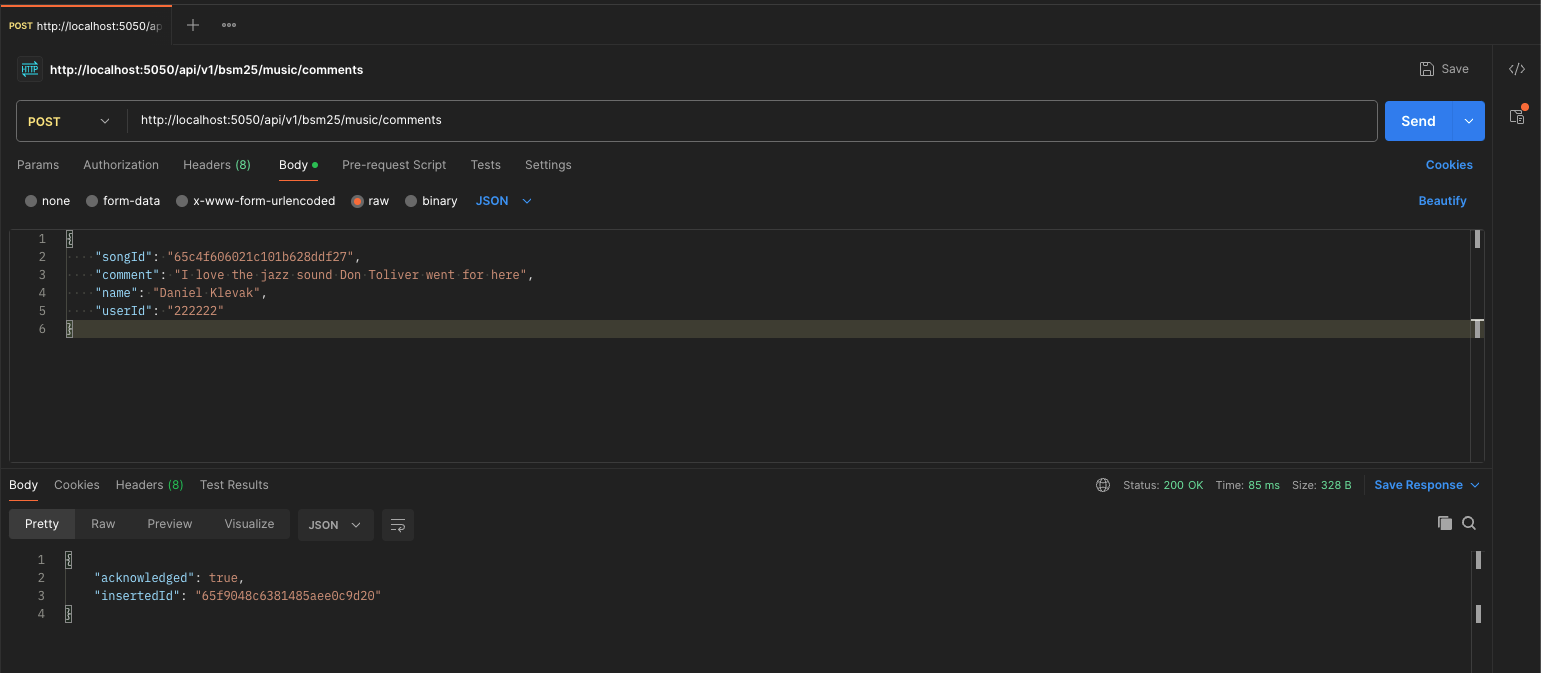 POST http://localhost:5050/ap
HTTP http://localhost:5050/api/v1/bsm25/music/comments
Save
POST
http://localhost:5050/api/v1/bsm25/music/comments
Send
Params Authorization Headers (8) Body Pre-request Script Tests Settings Cookies
none form-data x-www-form-urlencoded raw binary JSON Beautify
1 {
2 "songId": "65c4f606021c101b628ddf27",
3 "comment": "I love the jazz sound Don Toliver went for here",
4 "name": "Daniel Klevak",
5 "userId": "222222"
6 }
Body Cookies Headers (8) Test Results Status: 200 OK Time: 85 ms Size: 328 B Save Response
Pretty Raw Preview Visualize JSON
1 {
2 "acknowledged": true,
3 "insertedId": "65f9048c6381485aee0c9d20"
4 }